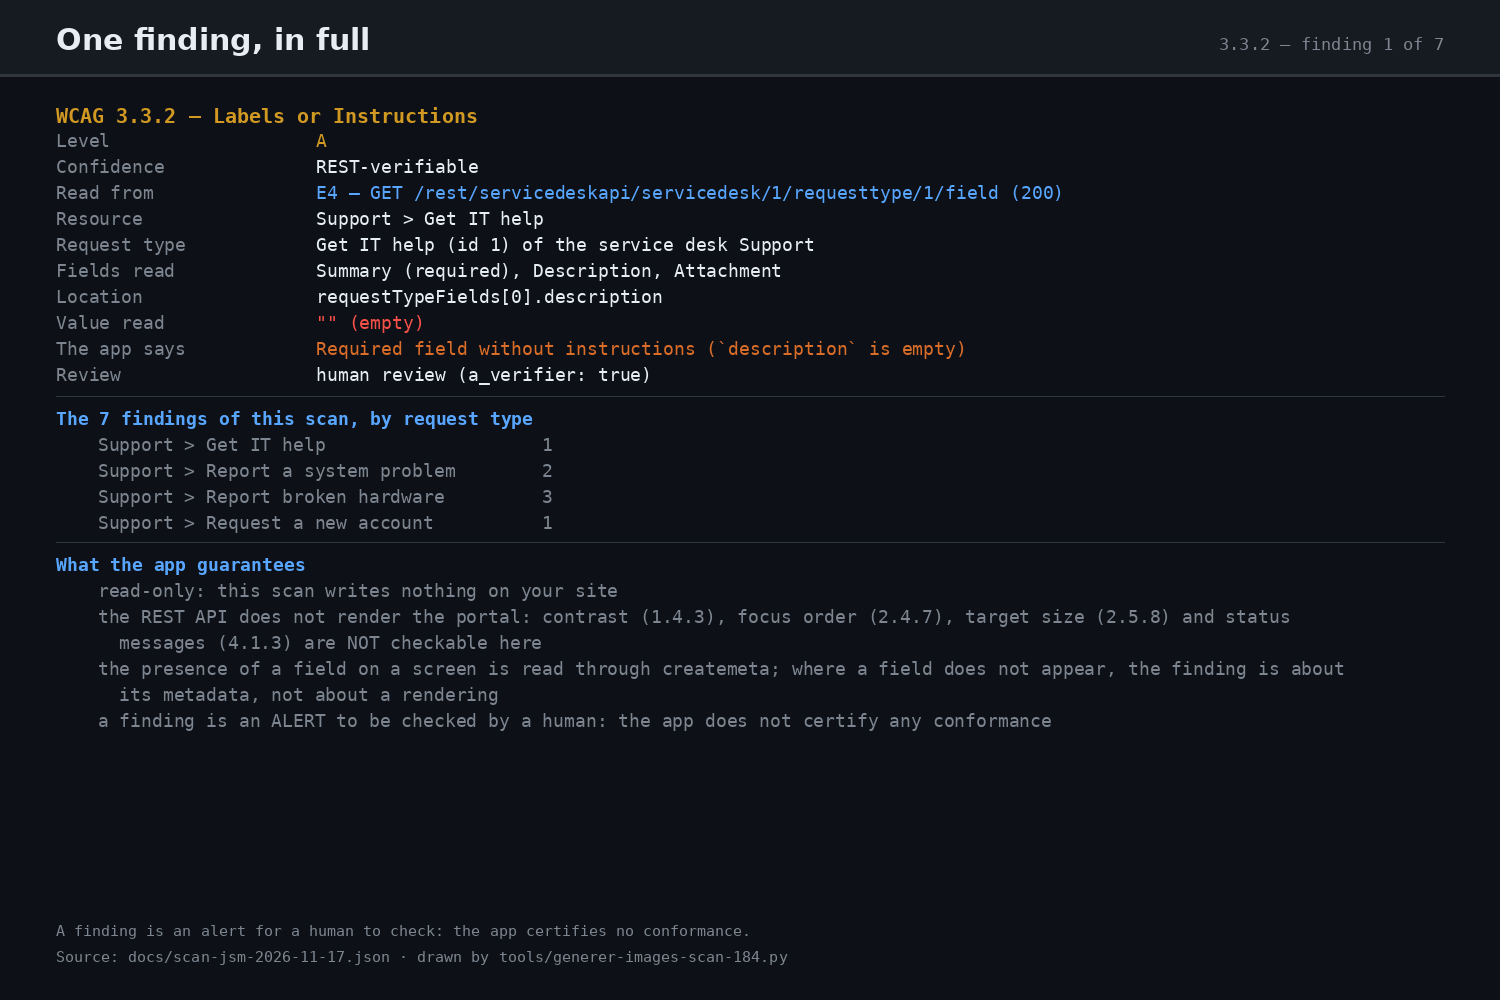 One finding, in full
3.3.2 — finding 1 of 7
WCAG 3.3.2 — Labels or Instructions
Level A
Confidence REST-verifiable
Read from E4 — GET /rest/servicedeskapi/servicedesk/1/requesttype/1/field (200)
Resource Support > Get IT help
Request type Get IT help (id 1) of the service desk Support
Fields read Summary (required), Description, Attachment
Location requestTypeFields[0].description
Value read "" (empty)
The app says Required field without instructions (`description` is empty)
Review human review (a_verifier: true)
The 7 findings of this scan, by request type
Support > Get IT help 1
Support > Report a system problem 2
Support > Report broken hardware 3
Support > Request a new account 1
What the app guarantees
read-only: this scan writes nothing on your site
the REST API does not render the portal: contrast (1.4.3), focus order (2.4.7), target size (2.5.8) and status
messages (4.1.3) are NOT checkable here
the presence of a field on a screen is read through createmeta; where a field does not appear, the finding is about
its metadata, not about a rendering
a finding is an ALERT to be checked by a human: the app does not certify any conformance
A finding is an alert for a human to check: the app certifies no conformance.
Source: docs/scan-jsm-2026-11-17.json · drawn by tools/generer-images-scan-184.py